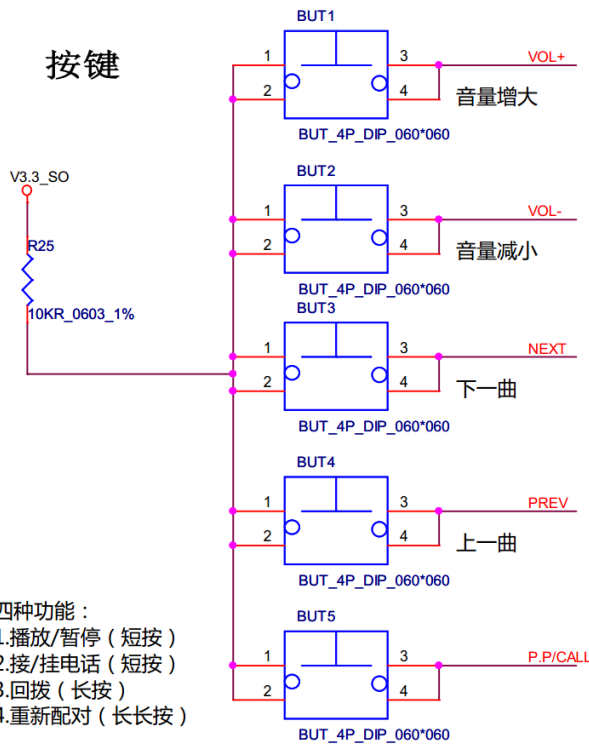 按键
BUT1
1
2
3
4
VOL+
音量增大
BUT_4P_DIP_060*060
V3.3_SO
R25
10KR_0603_1%
BUT2
1
2
3
4
VOL-
音量减小
BUT_4P_DIP_060*060
BUT3
1
2
3
4
NEXT
下一曲
BUT_4P_DIP_060*060
BUT4
1
2
3
4
PREV
上一曲
BUT_4P_DIP_060*060
BUT5
1
2
3
4
P.P/CALL
BUT_4P_DIP_060*060
四种功能：
1.播放/暂停（短按）
2.接/挂电话（短按）
3.回拨（长按）
4.重新配对（长长按）